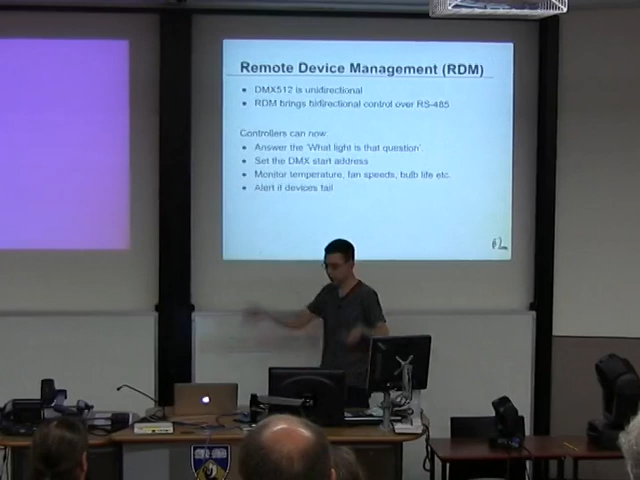 Remote Device Management (RDM)
• DMX512 is unidirectional
• RDM brings bidirectional control over RS-485
Controllers can now:
• Answer the 'What light is that question'.
• Set the DMX start address
• Monitor temperature, fan speeds, bulb life etc.
• Alert if devices fail